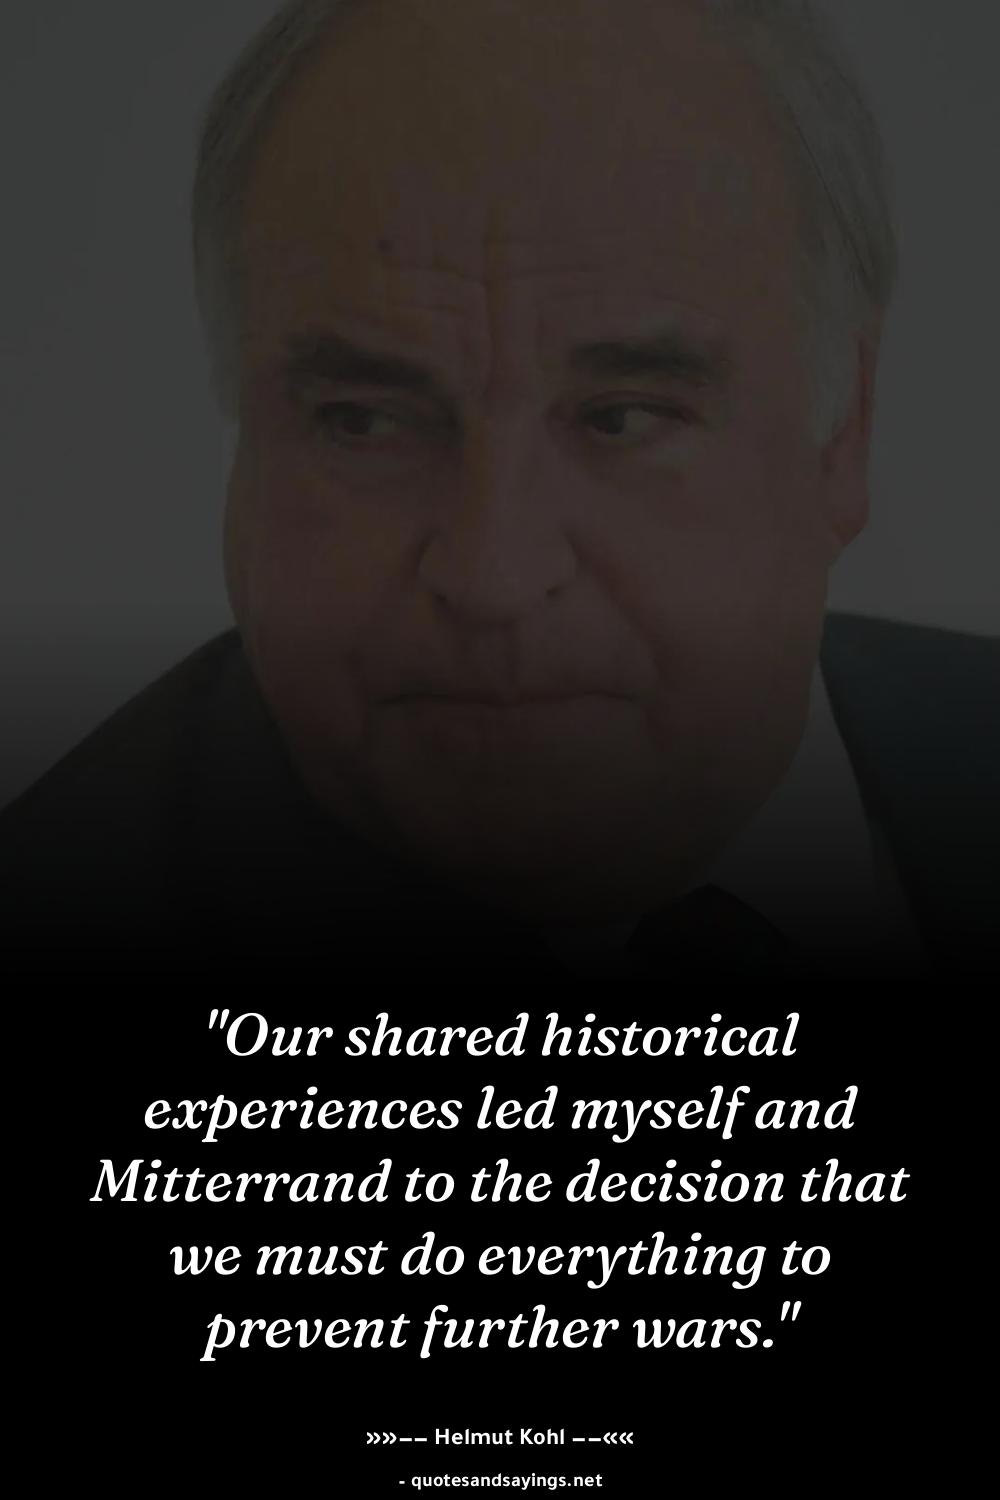 "Our shared historical
experiences led myself and
Mitterrand to the decision that
we must do everything to
prevent further wars."
»»−− Helmut Kohl −−««
- quotesandsayings.net